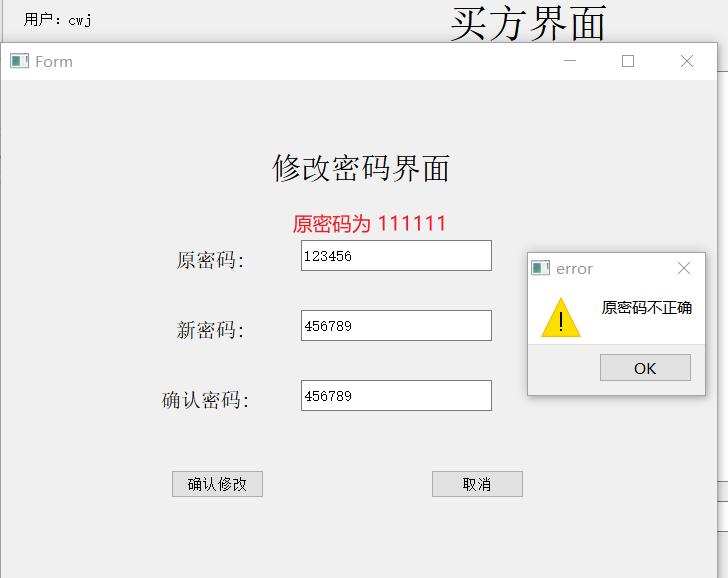 用户：cwj
买方界面
Form
修改密码界面
原密码为 111111
原密码：
123456
error
原密码不正确
新密码：
456789
OK
确认密码：
456789
确认修改
取消